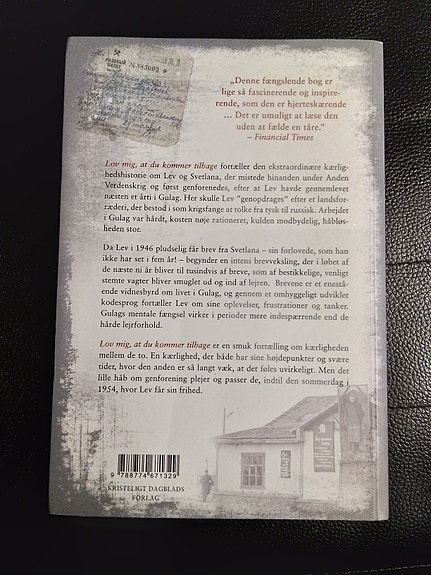 № 383093
„Denne fængslende bog er
lige så fascinerende og inspire-
rende, som den er hjerteskærende
... Det er umuligt at læse den
uden at fælde en tåre.”
– Financial Times
Lov mig, at du kommer tilbage fortæller den ekstraordinære kærlig-
hedshistorie om Lev og Svetlana, der mistede hinanden under Anden
Verdenskrig og først genforenedes, efter at Lev havde gennemlevet
næsten et årti i Gulag. Her skulle Lev ”genopdrages” efter et landsfor-
ræderi, der bestod i som krigsfange at tolke fra tysk til russisk. Arbejdet
i Gulag var hårdt, kosten nøje rationeret, kulden modbydelig, håbløs-
heden stor.
Da Lev i 1946 pludselig får brev fra Svetlana – sin forlovede, som han
ikke har set i fem år! – begynder en intens brevveksling, der i løbet af
de næste ni år bliver til tusindvis af breve, som af bestikkelige, venligt
stemte vagter bliver smuglet ud og ind af lejren. Brevene er et enestå-
ende vidnesbyrd om livet i Gulag, og gennem et omhyggeligt udviklet
kodesprog fortæller Lev om sine oplevelser, frustrationer og tanker.
Gulags mentale fængsel virker i perioder mere indespærrende end de
hårde lejrforhold.
Lov mig, at du kommer tilbage er en smuk fortælling om kærligheden
mellem de to. En kærlighed, der både har sine højdepunkter og svære
tider, hvor den anden er så langt væk, at det føles uvirkeligt. Men det
lille håb om genforening plejer og passer de, indtil den sommerdag i
1954, hvor Lev får sin frihed.
9 788774 671329
KRISTELIGT DAGBLADS
FORLAG